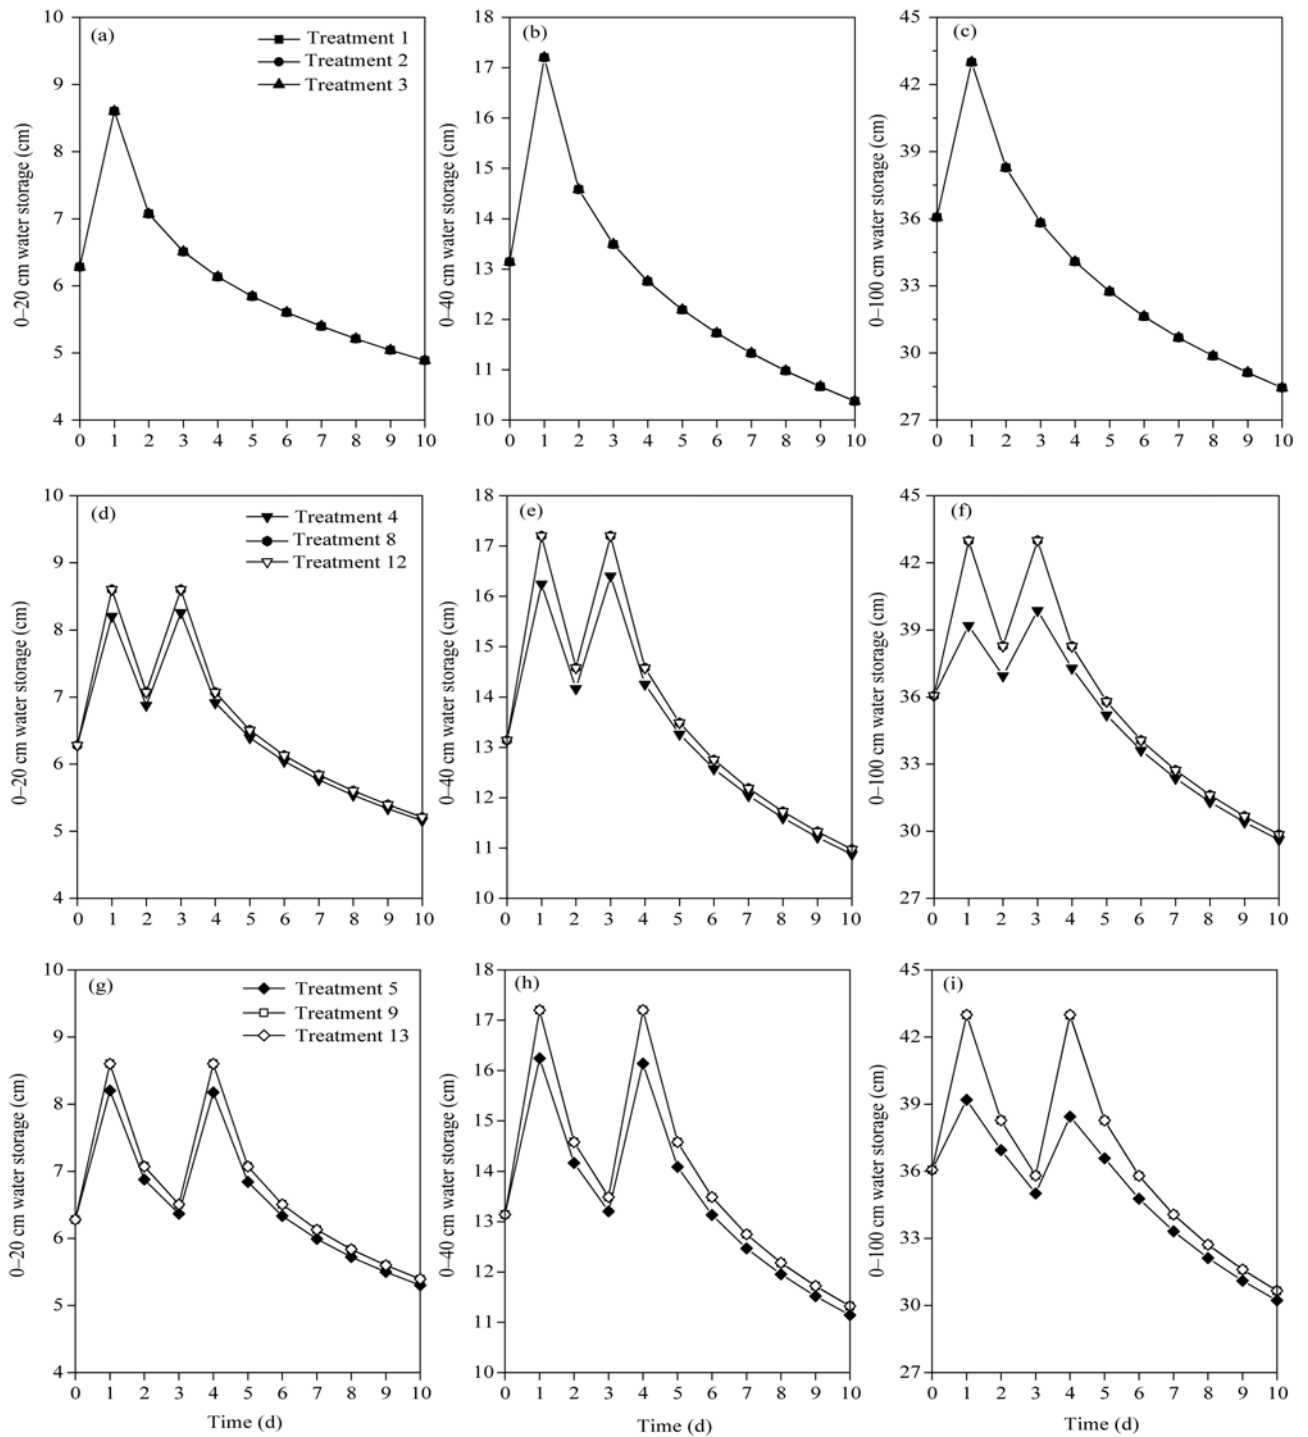 (a)
Treatment 1
Treatment 2
Treatment 3
0–20 cm water storage (cm)
10
9
8
7
6
5
4
0 1 2 3 4 5 6 7 8 9 10
(b)
0–40 cm water storage (cm)
18
17
16
15
14
13
12
11
10
0 1 2 3 4 5 6 7 8 9 10
(c)
0–100 cm water storage (cm)
45
42
39
36
33
30
27
0 1 2 3 4 5 6 7 8 9 10
(d)
Treatment 4
Treatment 8
Treatment 12
0–20 cm water storage (cm)
10
9
8
7
6
5
4
0 1 2 3 4 5 6 7 8 9 10
(e)
0–40 cm water storage (cm)
18
17
16
15
14
13
12
11
10
0 1 2 3 4 5 6 7 8 9 10
(f)
0–100 cm water storage (cm)
45
42
39
36
33
30
27
0 1 2 3 4 5 6 7 8 9 10
(g)
Treatment 5
Treatment 9
Treatment 13
0–20 cm water storage (cm)
10
9
8
7
6
5
4
0 1 2 3 4 5 6 7 8 9 10
Time (d)
(h)
0–40 cm water storage (cm)
18
17
16
15
14
13
12
11
10
0 1 2 3 4 5 6 7 8 9 10
Time (d)
(i)
0–100 cm water storage (cm)
45
42
39
36
33
30
27
0 1 2 3 4 5 6 7 8 9 10
Time (d)